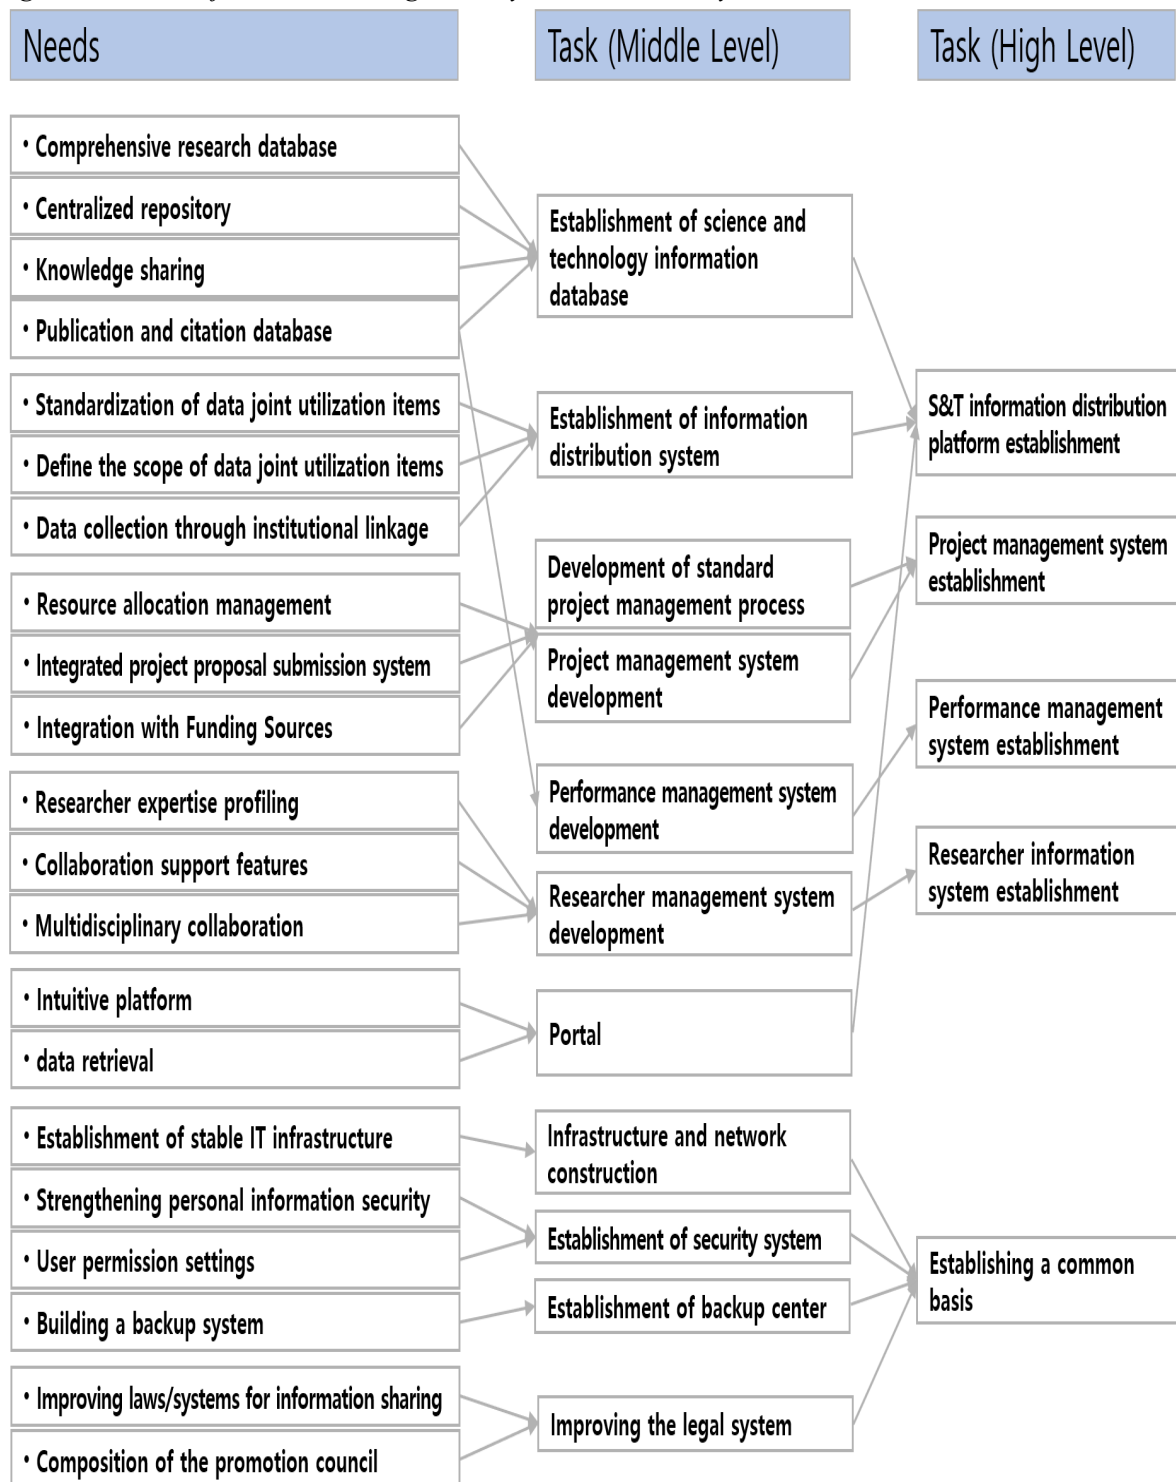 Needs
Task (Middle Level)
Task (High Level)
• Comprehensive research database
• Centralized repository
• Knowledge sharing
• Publication and citation database
• Standardization of data joint utilization items
• Define the scope of data joint utilization items
• Data collection through institutional linkage
• Resource allocation management
• Integrated project proposal submission system
• Integration with Funding Sources
• Researcher expertise profiling
• Collaboration support features
• Multidisciplinary collaboration
• Intuitive platform
• data retrieval
• Establishment of stable IT infrastructure
• Strengthening personal information security
• User permission settings
• Building a backup system
• Improving laws/systems for information sharing
• Composition of the promotion council
Establishment of science and
technology information
database
Establishment of information
distribution system
Development of standard
project management process
Project management system
development
Performance management system
development
Researcher management system
development
Portal
Infrastructure and network
construction
Establishment of security system
Establishment of backup center
Improving the legal system
S&T information distribution
platform establishment
Project management system
establishment
Performance management
system establishment
Researcher information
system establishment
Establishing a common
basis